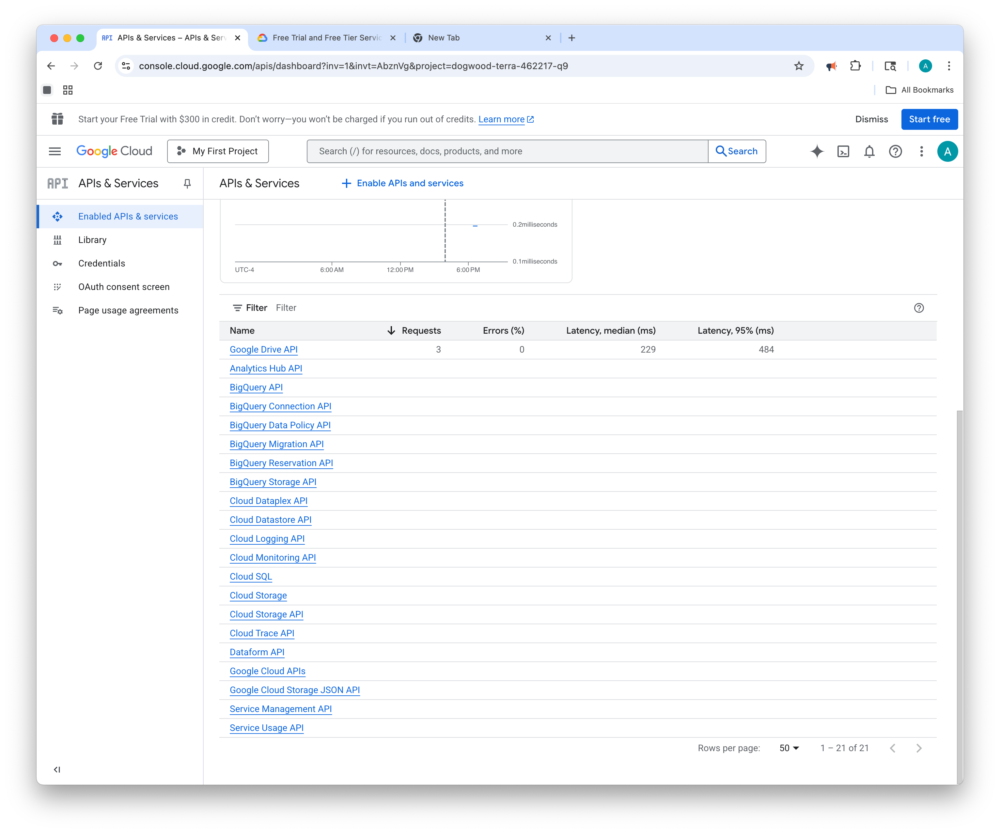 API APIs & Services – APIs & Serv
Free Trial and Free Tier Servic
New Tab
console.cloud.google.com/apis/dashboard?inv=1&invt=AbznVg&project=dogwood-terra-462217-q9
A
All Bookmarks
Start your Free Trial with $300 in credit. Don’t worry—you won’t be charged if you run out of credits. Learn more
Dismiss
Start free
Google Cloud
My First Project
Search (/) for resources, docs, products, and more
Search
A
API APIs & Services
Enabled APIs & services
Library
Credentials
OAuth consent screen
Page usage agreements
APIs & Services
Enable APIs and services
0.2milliseconds
0.1milliseconds
UTC-4 6:00 AM 12:00 PM 6:00 PM
Filter Filter
Name Requests Errors (%) Latency, median (ms) Latency, 95% (ms)
Google Drive API 3 0 229 484
Analytics Hub API
BigQuery API
BigQuery Connection API
BigQuery Data Policy API
BigQuery Migration API
BigQuery Reservation API
BigQuery Storage API
Cloud Dataplex API
Cloud Datastore API
Cloud Logging API
Cloud Monitoring API
Cloud SQL
Cloud Storage
Cloud Storage API
Cloud Trace API
Dataform API
Google Cloud APIs
Google Cloud Storage JSON API
Service Management API
Service Usage API
Rows per page: 50 1 – 21 of 21